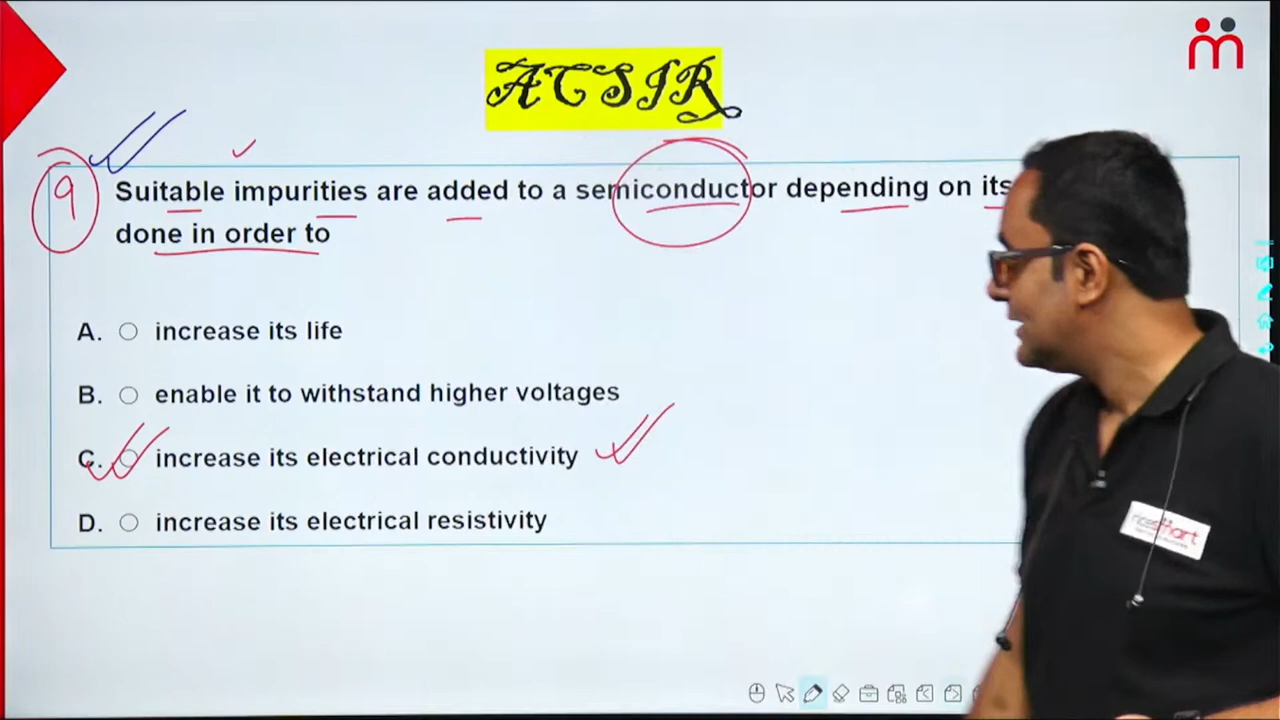 ACSIR
9
Suitable impurities are added to a semiconductor depending on its
done in order to
A. increase its life
B. enable it to withstand higher voltages
C. increase its electrical conductivity
D. increase its electrical resistivity